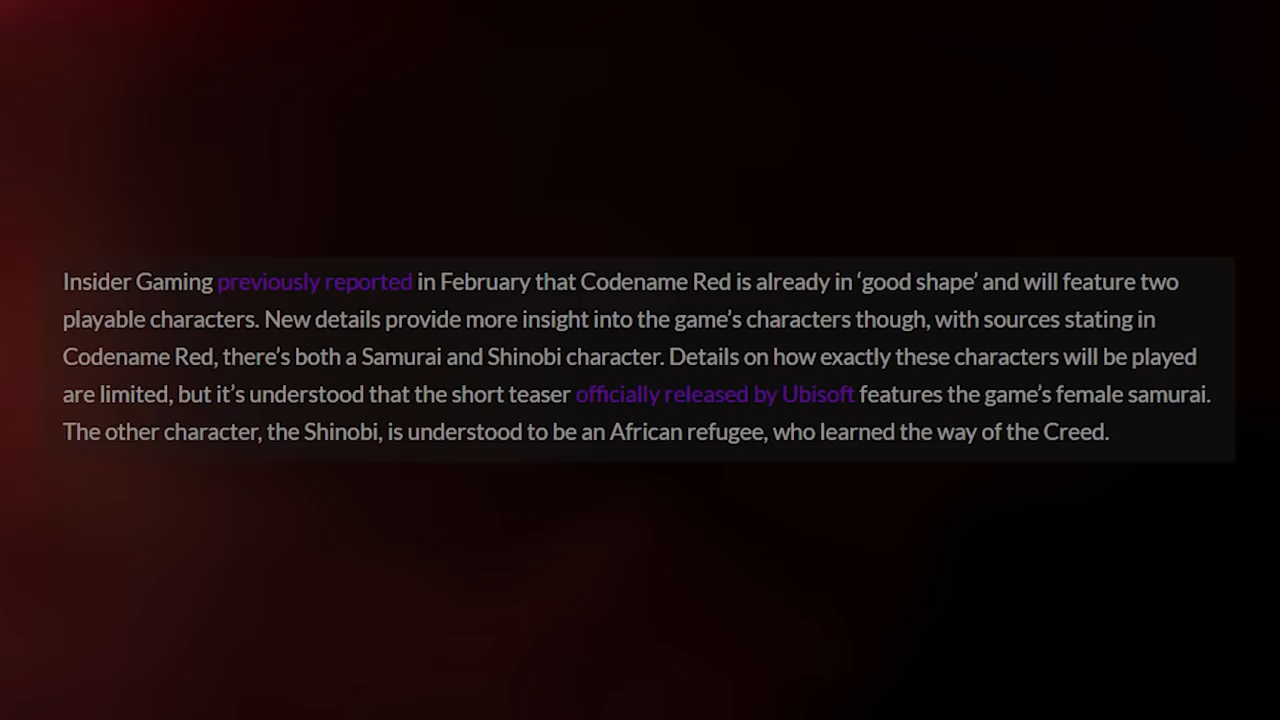 Insider Gaming previously reported in February that Codename Red is already in ‘good shape’ and will feature two
playable characters. New details provide more insight into the game’s characters though, with sources stating in
Codename Red, there’s both a Samurai and Shinobi character. Details on how exactly these characters will be played
are limited, but it’s understood that the short teaser officially released by Ubisoft features the game’s female samurai.
The other character, the Shinobi, is understood to be an African refugee, who learned the way of the Creed.